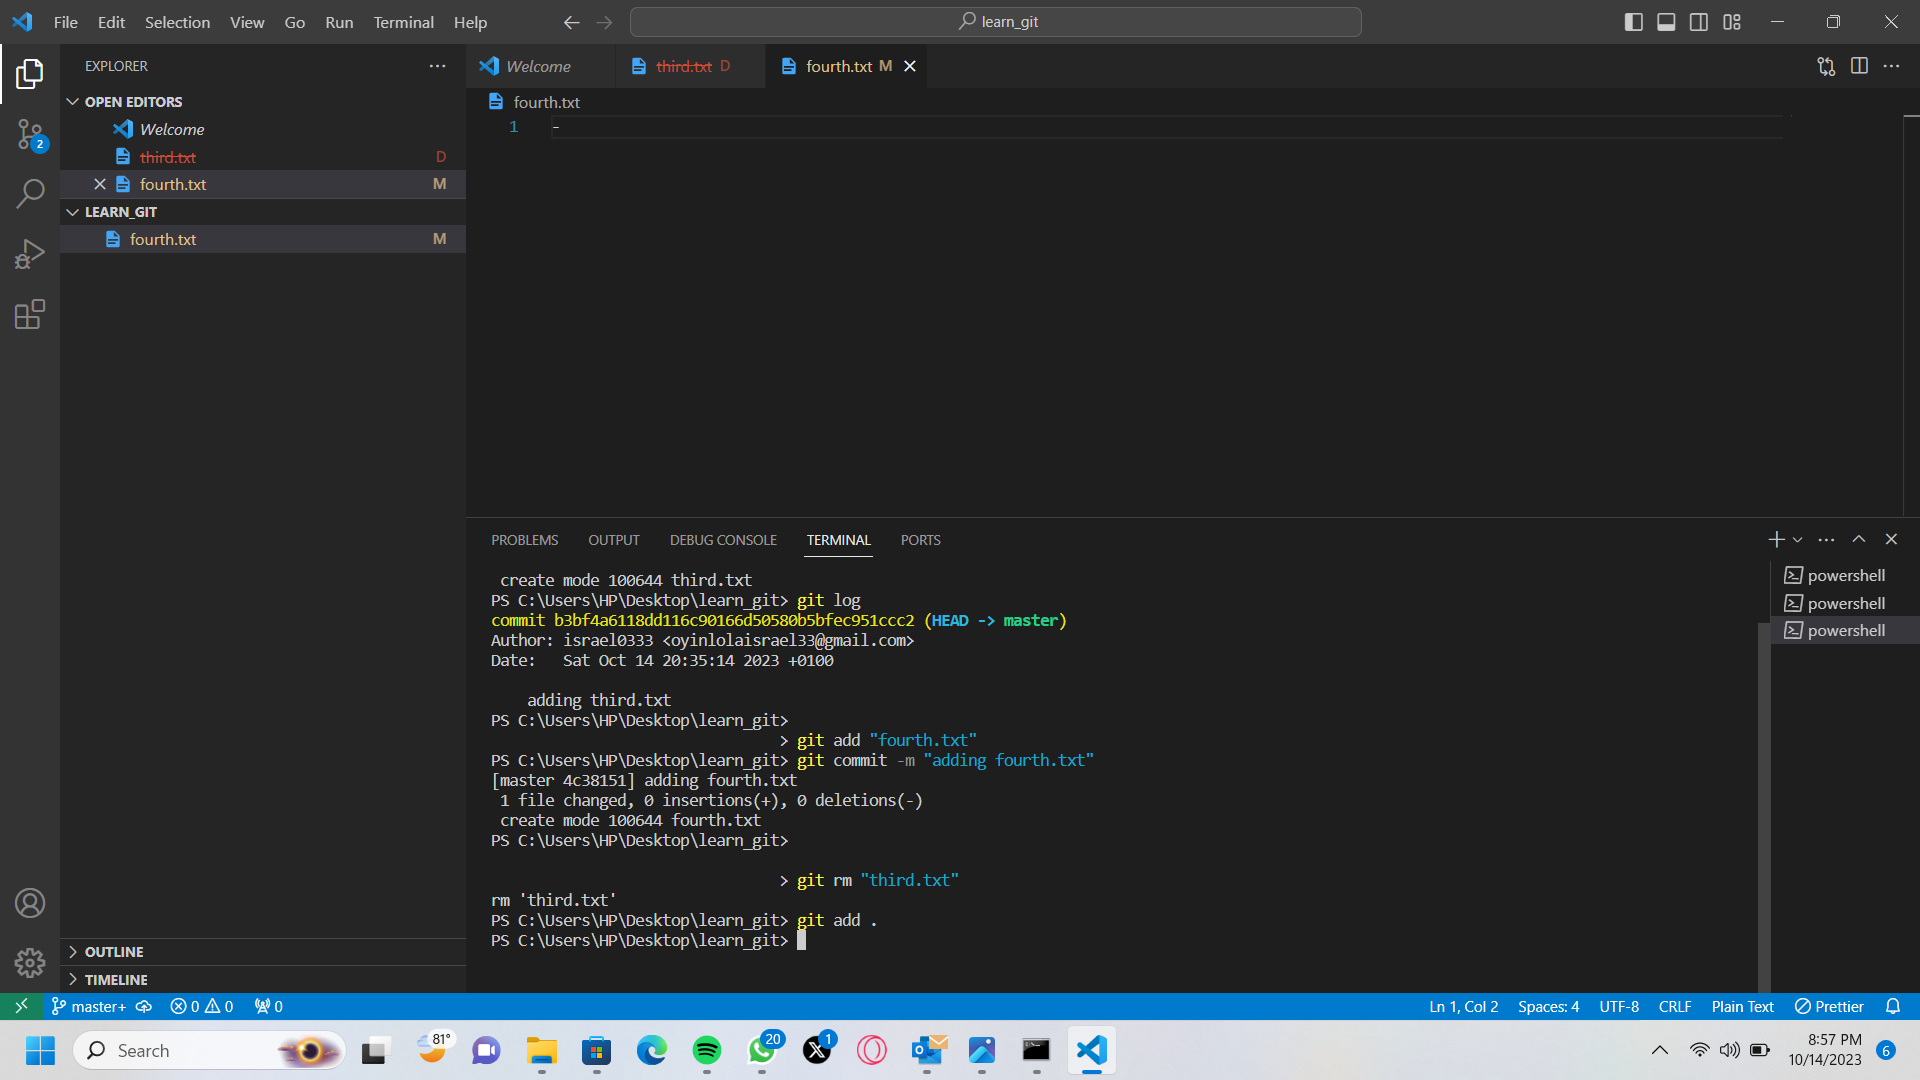 File Edit Selection View Go Run Terminal Help
learn_git
EXPLORER
OPEN EDITORS
Welcome
third.txt D
fourth.txt M
LEARN_GIT
fourth.txt M
2
OUTLINE
TIMELINE
Welcome third.txt D fourth.txt M
fourth.txt
1 -
PROBLEMS OUTPUT DEBUG CONSOLE TERMINAL PORTS
create mode 100644 third.txt
PS C:\Users\HP\Desktop\learn_git> git log
commit b3bf4a6118dd116c90166d50580b5bfec951ccc2 (HEAD -> master)
Author: israel0333 <oyinlolaisrael33@gmail.com>
Date: Sat Oct 14 20:35:14 2023 +0100
adding third.txt
PS C:\Users\HP\Desktop\learn_git>
> git add "fourth.txt"
PS C:\Users\HP\Desktop\learn_git> git commit -m "adding fourth.txt"
[master 4c38151] adding fourth.txt
1 file changed, 0 insertions(+), 0 deletions(-)
create mode 100644 fourth.txt
PS C:\Users\HP\Desktop\learn_git>
> git rm "third.txt"
rm 'third.txt'
PS C:\Users\HP\Desktop\learn_git> git add .
PS C:\Users\HP\Desktop\learn_git>
powershell
powershell
powershell
master+ 0 0 0 Ln 1, Col 2 Spaces: 4 UTF-8 CRLF Plain Text Prettier
Search 81° 20 1 8:57 PM
10/14/2023 6